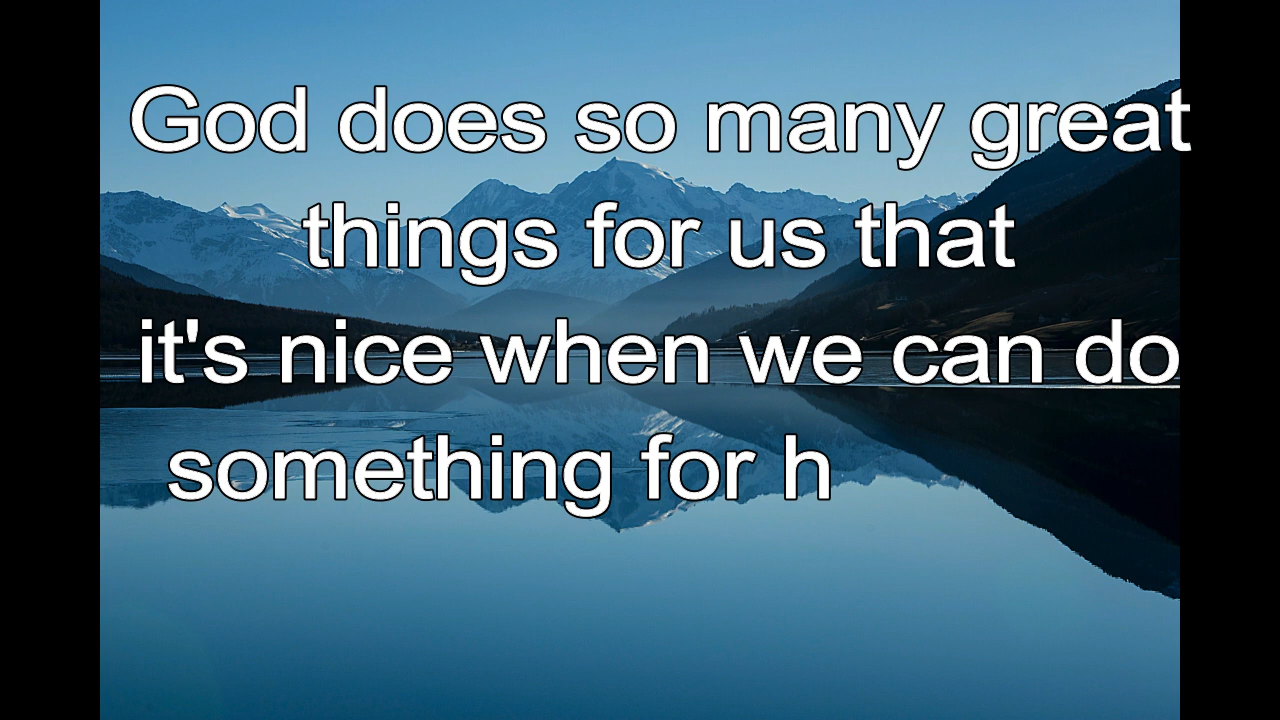 God does so many great
things for us that
it's nice when we can do
something for h